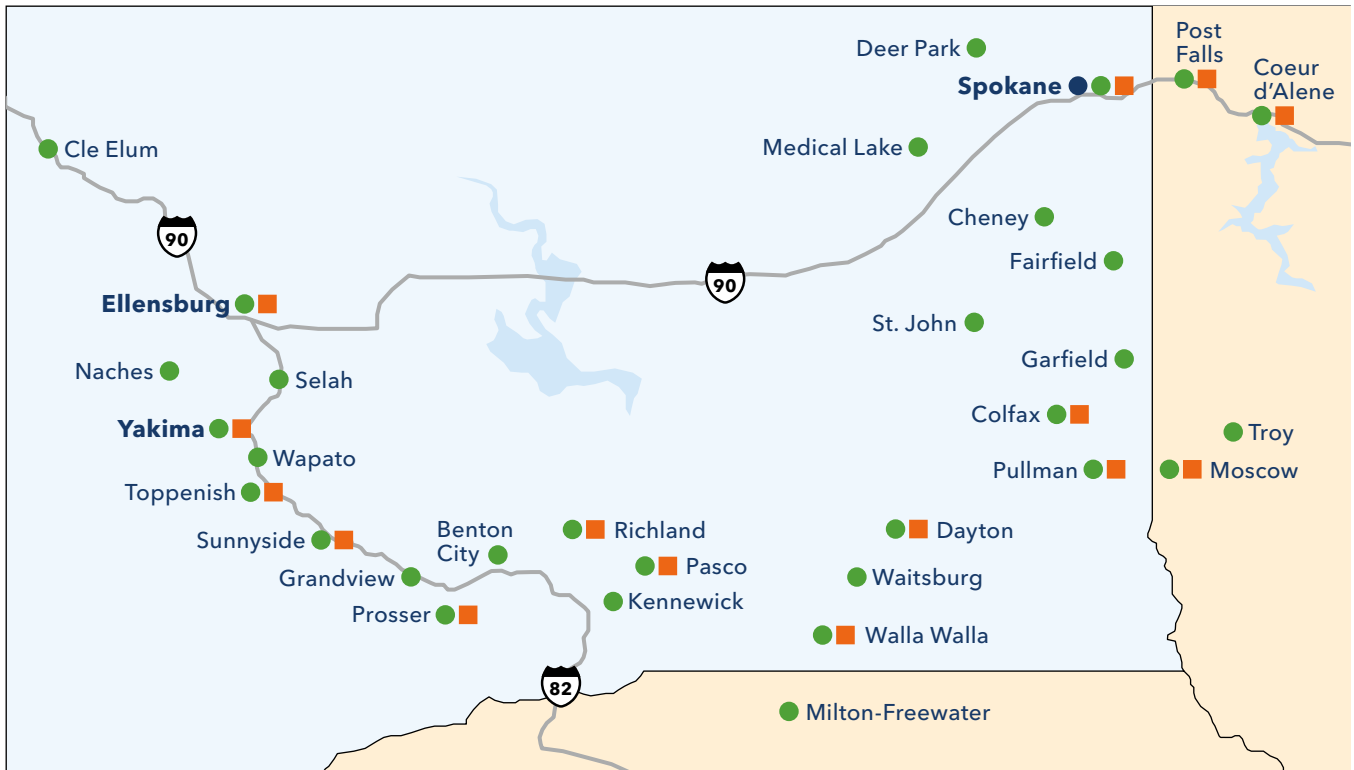 Post
Falls
Deer Park
Coeur
d'Alene
Spokane
Cle Elum
Medical Lake
Cheney
90
Fairfield
90
Ellensburg
St. John
Garfield
Naches
Selah
Colfax
Yakima
Troy
Wapato
Pullman
Moscow
Toppenish
Benton
City
Richland
Dayton
Sunnyside
Pasco
Grandview
Waitsburg
Kennewick
Prosser
Walla Walla
82
Milton-Freewater